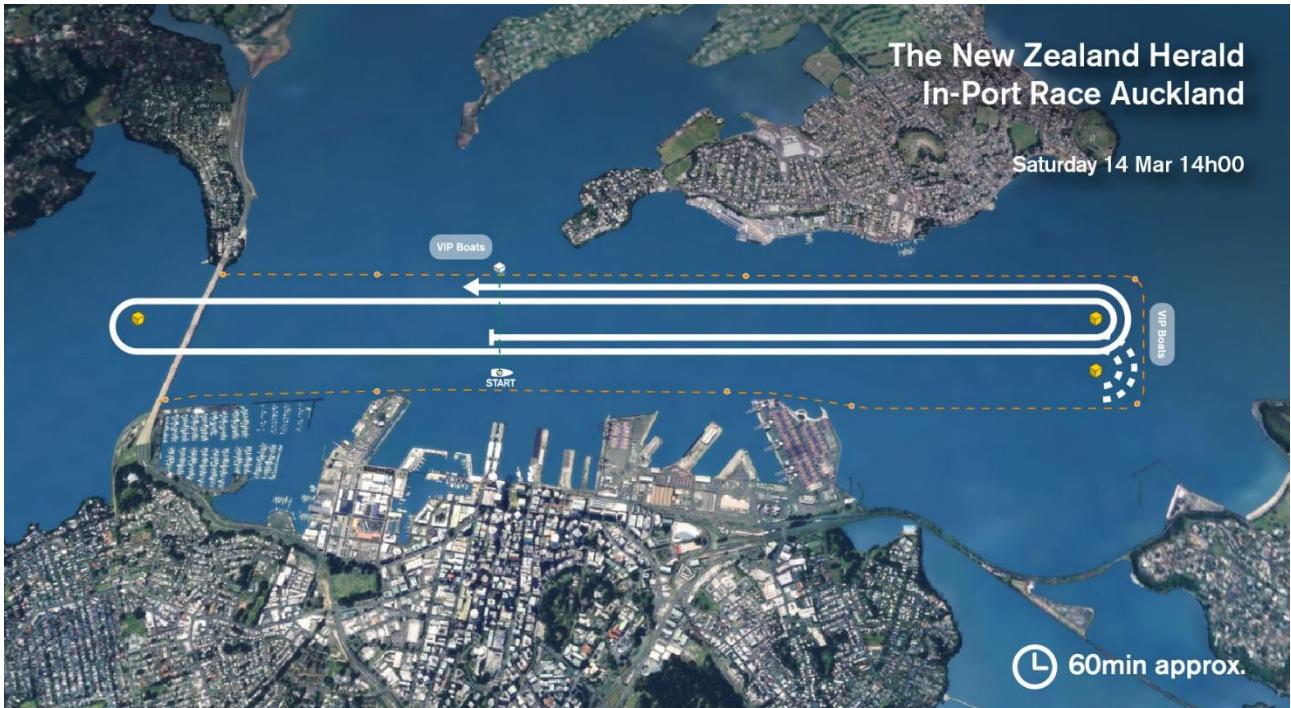 The New Zealand Herald
In-Port Race Auckland
Saturday 14 Mar 14h00
VIP Boats
VIP Boats
START
60min approx.